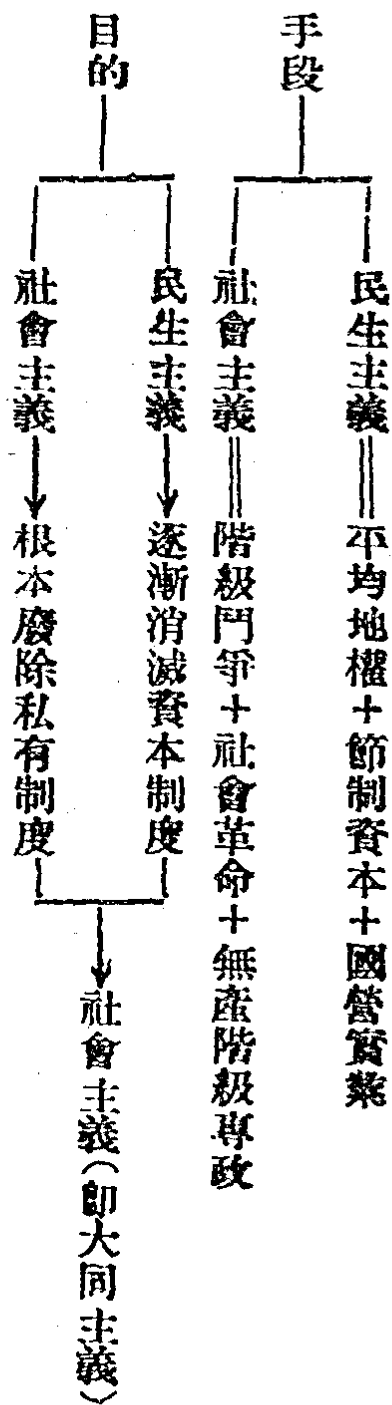 手段
民生主義＝平均地權＋節制資本＋國營實業
社會主義＝階級鬥爭＋社會革命＋無產階級專政
目的
民生主義→逐漸消滅資本制度
社會主義→根本廢除私有制度
→社會主義（卽大同主義）